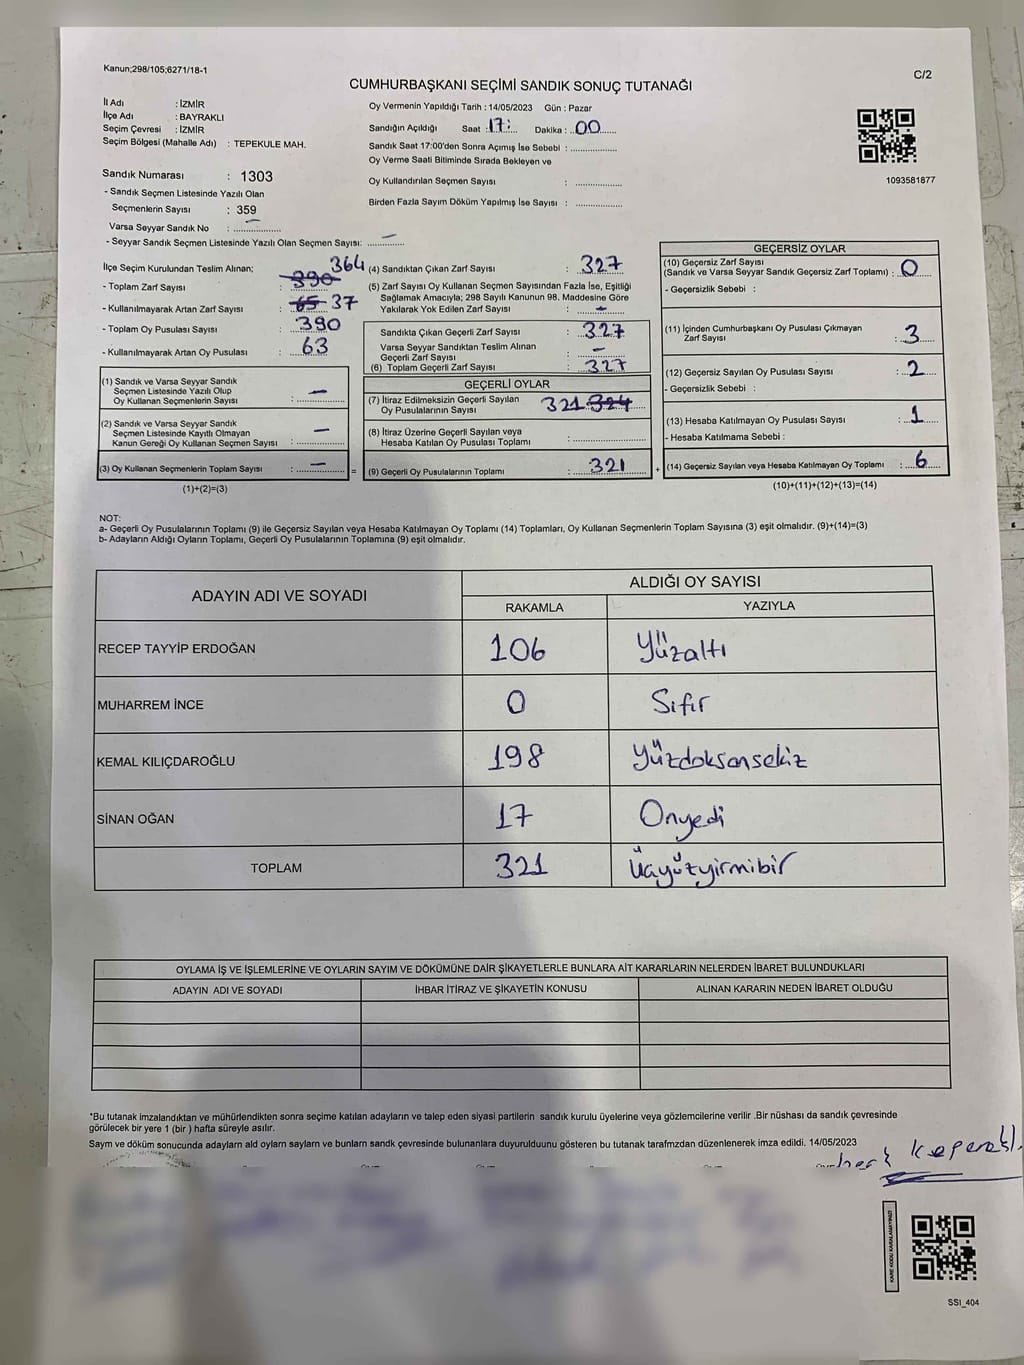 Kanun;298/105;6271/18-1
C/2
CUMHURBAŞKANI SEÇİMİ SANDIK SONUÇ TUTANAĞI
İl Adı : İZMİR
İlçe Adı : BAYRAKLI
Seçim Çevresi : İZMİR
Seçim Bölgesi (Mahalle Adı) : TEPEKULE MAH.
Oy Vermenin Yapıldığı Tarih : 14/05/2023 Gün : Pazar
Sandığın Açıldığı Saat : 17: Dakika : 00
Sandık Saat 17:00'den Sonra Açımış İse Sebebi :
Oy Verme Saati Bitiminde Sırada Bekleyen ve
Oy Kullandırılan Seçmen Sayısı :
Birden Fazla Sayım Döküm Yapılmış İse Sayısı :
1093581877
Sandık Numarası : 1303
- Sandık Seçmen Listesinde Yazılı Olan
Seçmenlerin Sayısı : 359
Varsa Seyyar Sandık No : —
- Seyyar Sandık Seçmen Listesinde Yazılı Olan Seçmen Sayısı: —
İlçe Seçim Kurulundan Teslim Alınan;
- Toplam Zarf Sayısı : 390 364
- Kullanılmayarak Artan Zarf Sayısı : 65 37
- Toplam Oy Pusulası Sayısı : 390
- Kullanılmayarak Artan Oy Pusulası : 63
(1) Sandık ve Varsa Seyyar Sandık
Seçmen Listesinde Yazılı Olup
Oy Kullanan Seçmenlerin Sayısı : —
(2) Sandık ve Varsa Seyyar Sandık
Seçmen Listesinde Kayıtlı Olmayan
Kanun Gereği Oy Kullanan Seçmen Sayısı : —
(3) Oy Kullanan Seçmenlerin Toplam Sayısı : —
(1)+(2)=(3)
=
(4) Sandıktan Çıkan Zarf Sayısı : 327
(5) Zarf Sayısı Oy Kullanan Seçmen Sayısından Fazla İse, Eşitliği
Sağlamak Amacıyla; 298 Sayılı Kanunun 98. Maddesine Göre
Yakılarak Yok Edilen Zarf Sayısı : —
Sandıkta Çıkan Geçerli Zarf Sayısı : 327
Varsa Seyyar Sandıktan Teslim Alınan
Geçerli Zarf Sayısı : —
(6) Toplam Geçerli Zarf Sayısı : 327
GEÇERLİ OYLAR
(7) İtiraz Edilmeksizin Geçerli Sayılan
Oy Pusulalarının Sayısı 321 324
(8) İtiraz Üzerine Geçerli Sayılan veya
Hesaba Katılan Oy Pusulası Toplamı :
(9) Geçerli Oy Pusulalarının Toplamı : 321
+
GEÇERSİZ OYLAR
(10) Geçersiz Zarf Sayısı
(Sandık ve Varsa Seyyar Sandık Geçersiz Zarf Toplamı) : 0
- Geçersizlik Sebebi :
(11) İçinden Cumhurbaşkanı Oy Pusulası Çıkmayan
Zarf Sayısı : 3
(12) Geçersiz Sayılan Oy Pusulası Sayısı : 2
- Geçersizlik Sebebi :
(13) Hesaba Katılmayan Oy Pusulası Sayısı : 1
- Hesaba Katılmama Sebebi :
(14) Geçersiz Sayılan veya Hesaba Katılmayan Oy Toplamı : 6
(10)+(11)+(12)+(13)=(14)
NOT:
a- Geçerli Oy Pusulalarının Toplamı (9) ile Geçersiz Sayılan veya Hesaba Katılmayan Oy Toplamı (14) Toplamları, Oy Kullanan Seçmenlerin Toplam Sayısına (3) eşit olmalıdır. (9)+(14)=(3)
b- Adayların Aldığı Oyların Toplamı, Geçerli Oy Pusulalarının Toplamına (9) eşit olmalıdır.
ADAYIN ADI VE SOYADI
ALDIĞI OY SAYISI
RAKAMLA YAZIYLA
RECEP TAYYİP ERDOĞAN 106 Yüzaltı
MUHARREM İNCE 0 Sıfır
KEMAL KILIÇDAROĞLU 198 Yüzdoksansekiz
SİNAN OĞAN 17 Onyedi
TOPLAM 321 Üçyüzyirmibir
OYLAMA İŞ VE İŞLEMLERİNE VE OYLARIN SAYIM VE DÖKÜMÜNE DAİR ŞİKAYETLERLE BUNLARA AİT KARARLARIN NELERDEN İBARET BULUNDUKLARI
ADAYIN ADI VE SOYADI İHBAR İTİRAZ VE ŞİKAYETİN KONUSU ALINAN KARARIN NEDEN İBARET OLDUĞU
*Bu tutanak imzalandıktan ve mühürlendikten sonra seçime katılan adayların ve talep eden siyasi partilerin sandık kurulu üyelerine veya gözlemcilerine verilir .Bir nüshası da sandık çevresinde
görülecek bir yere 1 (bir ) hafta süreyle asılır.
Saym ve döküm sonucunda adaylarn ald oylarn saylarn ve bunlarn sandk çevresinde bulunanlara duyurulduunu gösteren bu tutanak tarafmzdan düzenlenerek imza edildi. 14/05/2023
KARE KODU KARALAMAYINIZ!
SSI_404